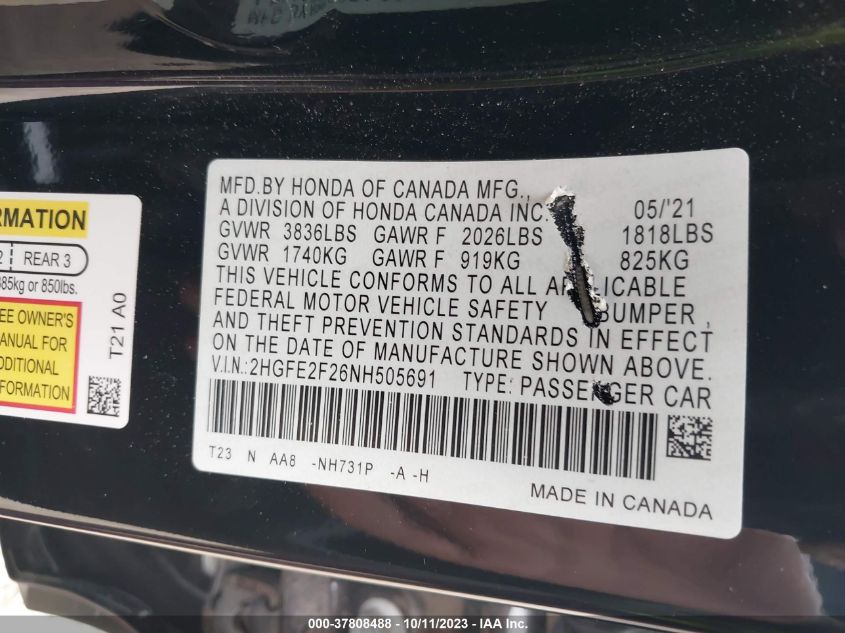 MFD.BY HONDA OF CANADA MFG.,
A DIVISION OF HONDA CANADA INC. 05/'21
GVWR 3836LBS GAWR F 2026LBS 1818LBS
GVWR 1740KG GAWR F 919KG 825KG
THIS VEHICLE CONFORMS TO ALL APPLICABLE
FEDERAL MOTOR VEHICLE SAFETY BUMPER,
AND THEFT PREVENTION STANDARDS IN EFFECT
ON THE DATE OF MANUFACTURE SHOWN ABOVE.
V.I.N.:2HGFE2F26NH505691 TYPE: PASSENGER CAR
T23 N AA8 -NH731P -A -H
MADE IN CANADA
RMATION
2 REAR 3
385kg or 850lbs.
EE OWNER'S
ANUAL FOR
DDITIONAL
FORMATION
T21 A0
000-37808488 - 10/11/2023 - IAA Inc.